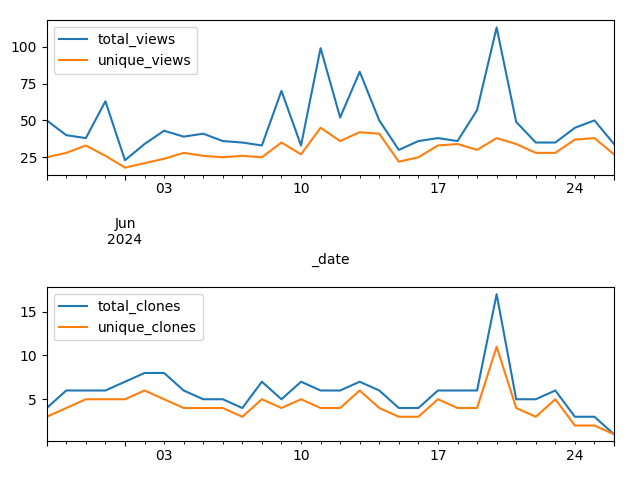 total_views
unique_views
100
75
50
25
03 10 17 24
Jun
2024
_date
total_clones
unique_clones
15
10
5
03 10 17 24